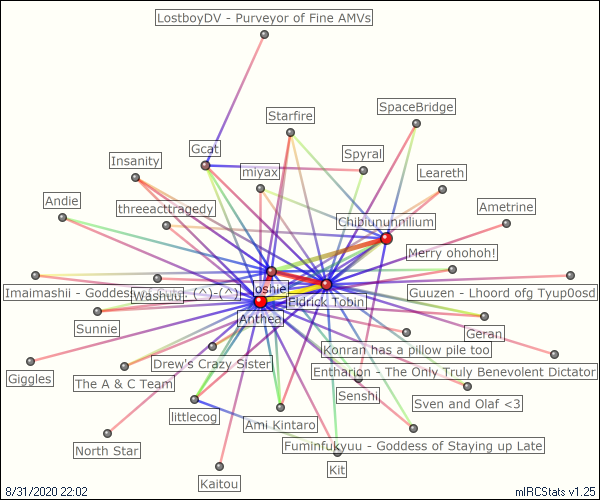 LostboyDV - Purveyor of Fine AMVs
SpaceBridge
Starfire
Gcat
Spyral
Insanity
miyax
Leareth
Andie
threeacttragedy
Ametrine
Chibiununilium
Merry ohohoh!
Imaimashii - Goddess of
Washuu
(^)-(^)
oshie
Guuzen - Lhoord ofg Tyup0osd
Eldrick Tobin
Anthea
Sunnie
Geran
Konran has a pillow pile too
Drew's Crazy Sister
Giggles
Entharion - The Only Truly Benevolent Dictator
The A & C Team
Senshi
Sven and Olaf <3
littlecog
Ami Kintaro
Fuminfukyuu - Goddess of Staying up Late
North Star
Kit
Kaitou
8/31/2020 22:02
mIRCStats v1.25